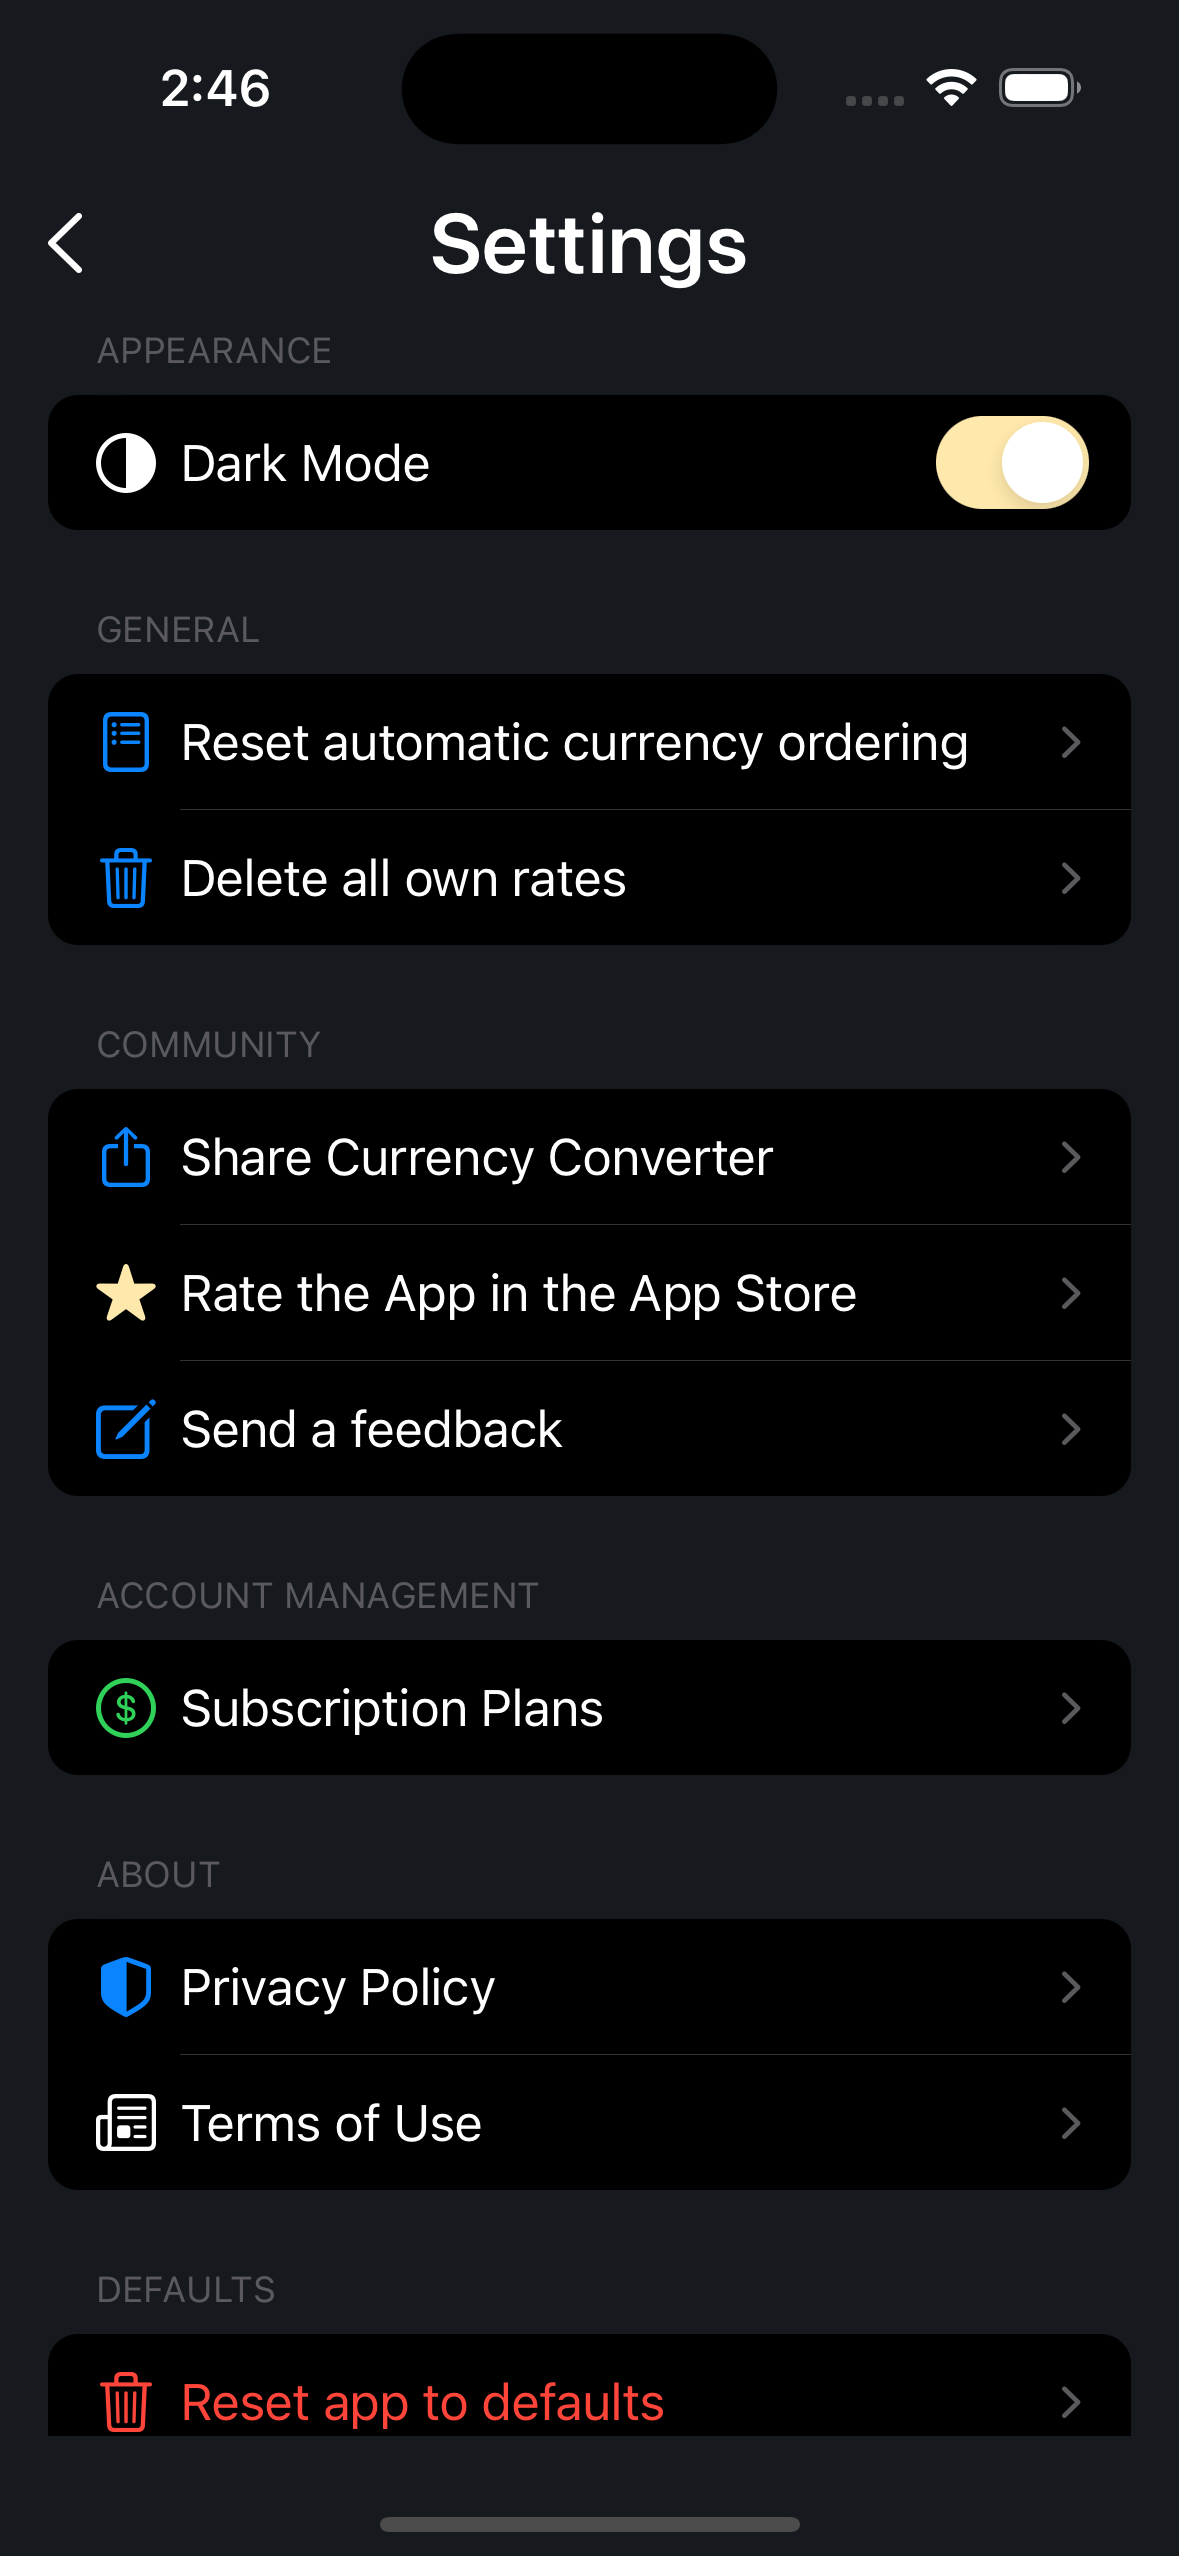 2:46
Settings
APPEARANCE
Dark Mode
GENERAL
Reset automatic currency ordering
Delete all own rates
COMMUNITY
Share Currency Converter
Rate the App in the App Store
Send a feedback
ACCOUNT MANAGEMENT
$ Subscription Plans
ABOUT
Privacy Policy
Terms of Use
DEFAULTS
Reset app to defaults